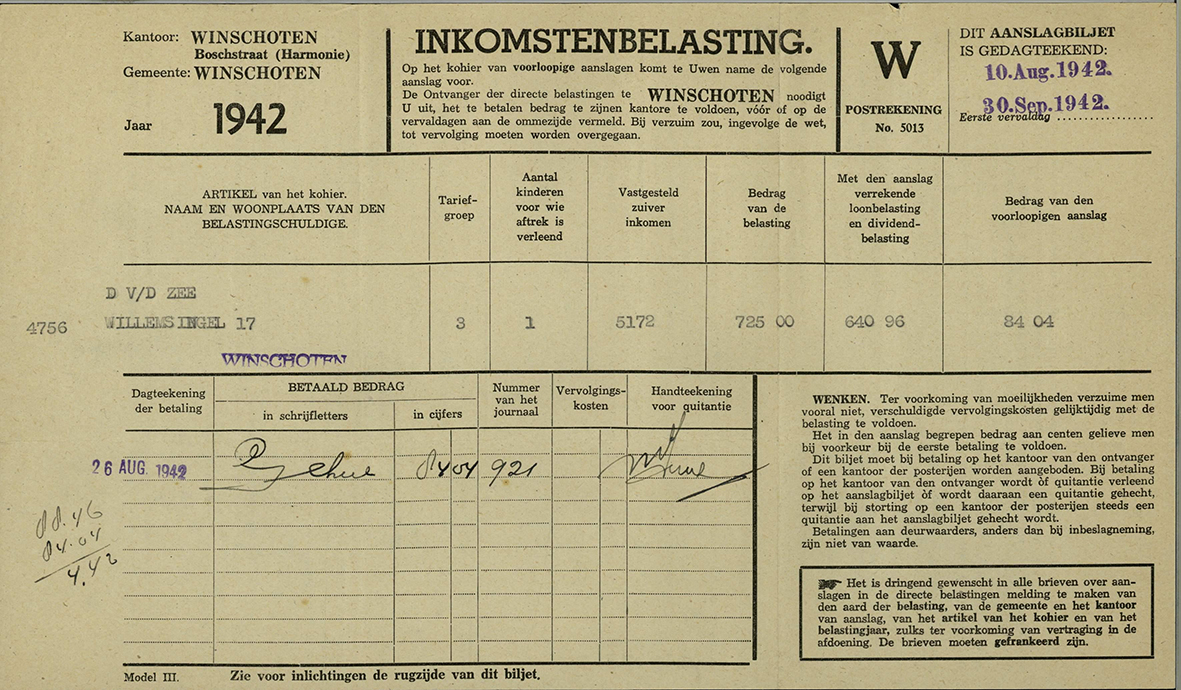 Kantoor: WINSCHOTEN
Boschstraat (Harmonie)
Gemeente: WINSCHOTEN
Jaar 1942
INKOMSTENBELASTING.
Op het kohier van voorloopige aanslagen komt te Uwen name de volgende
aanslag voor.
De Ontvanger der directe belastingen te WINSCHOTEN noodigt
U uit, het te betalen bedrag te zijnen kantore te voldoen, vóór of op de
vervaldagen aan de ommezijde vermeld. Bij verzuim zou, ingevolge de wet,
tot vervolging moeten worden overgegaan.
W
POSTREKENING
No. 5013
DIT AANSLAGBILJET
IS GEDAGTEEKEND:
10.Aug.1942.
30.Sep.1942.
Eerste vervaldag
ARTIKEL van het kohier.
NAAM EN WOONPLAATS VAN DEN
BELASTINGSCHULDIGE.
Tarief-
groep
Aantal
kinderen
voor wie
aftrek is
verleend
Vastgesteld
zuiver
inkomen
Bedrag
van de
belasting
Met den aanslag
verrekende
loonbelasting
en dividend-
belasting
Bedrag van den
voorloopigen aanslag
D V/D ZEE
4756 WILLEMSINGEL 17 3 1 5172 725 00 640 96 84 04
WINSCHOTEN
Dagteekening
der betaling
BETAALD BEDRAG
in schrijfletters
in cijfers
Nummer
van het
journaal
Vervolgings-
kosten
Handteekening
voor quitantie
26 AUG. 1942 84 04 921
88.46
84.04
4.42
WENKEN. Ter voorkoming van moeilijkheden verzuime men
vooral niet, verschuldigde vervolgingskosten gelijktijdig met de
belasting te voldoen.
Het in den aanslag begrepen bedrag aan centen gelieve men
bij voorkeur bij de eerste betaling te voldoen.
Dit biljet moet bij betaling op het kantoor van den ontvanger
of een kantoor der posterijen worden aangeboden. Bij betaling
op het kantoor van den ontvanger wordt òf quitantie verleend
op het aanslagbiljet òf wordt daaraan een quitantie gehecht,
terwijl bij storting op een kantoor der posterijen steeds een
quitantie aan het aanslagbiljet gehecht wordt.
Betalingen aan deurwaarders, anders dan bij inbeslagneming,
zijn niet van waarde.
Het is dringend gewenscht in alle brieven over aan-
slagen in de directe belastingen melding te maken van
den aard der belasting, van de gemeente en het kantoor
van aanslag, van het artikel van het kohier en van het
belastingjaar, zulks ter voorkoming van vertraging in de
afdoening. De brieven moeten gefrankeerd zijn.
Model III. Zie voor inlichtingen de rugzijde van dit biljet.